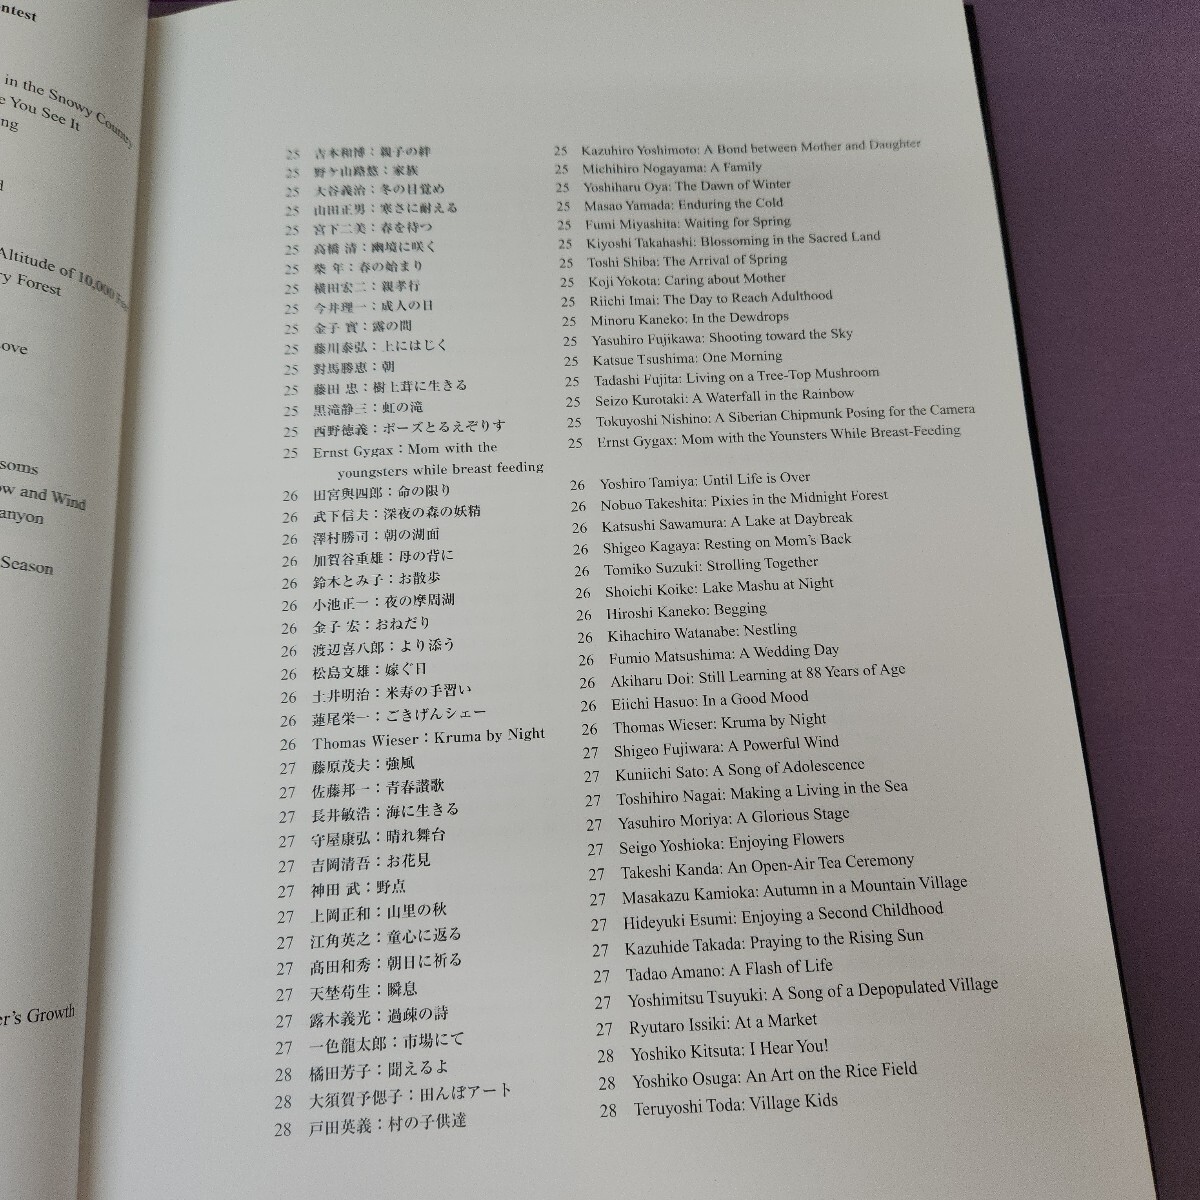 ntest
in the Snowy Country
e You See It
ng
d
Altitude of 10,000
ry Forest
ove
soms
ow and Wind
anyon
Season
er's Growth
25 吉本和博：親子の絆
25 野ケ山路悠：家族
25 大谷義治：冬の目覚め
25 山田正男：寒さに耐える
25 宮下二美：春を待つ
25 高橋 清：幽境に咲く
25 柴 年：春の始まり
25 横田宏二：親孝行
25 今井理一：成人の日
25 金子 實：露の間
25 藤川泰弘：上にはじく
25 對馬勝恵：朝
25 藤田 忠：樹上茸に生きる
25 黒滝静三：虹の滝
25 西野徳義：ポーズとるえぞりす
25 Ernst Gygax：Mom with the
youngsters while breast feeding
26 田宮與四郎：命の限り
26 武下信夫：深夜の森の妖精
26 澤村勝司：朝の湖面
26 加賀谷重雄：母の背に
26 鈴木とみ子：お散歩
26 小池正一：夜の摩周湖
26 金子 宏：おねだり
26 渡辺喜八郎：より添う
26 松島文雄：嫁ぐ日
26 土井明治：米寿の手習い
26 蓮尾栄一：ごきげんシェー
26 Thomas Wieser：Kruma by Night
27 藤原茂夫：強風
27 佐藤邦一：青春讃歌
27 長井敏浩：海に生きる
27 守屋康弘：晴れ舞台
27 吉岡清吾：お花見
27 神田 武：野点
27 上岡正和：山里の秋
27 江角英之：童心に返る
27 髙田和秀：朝日に祈る
27 天埜苟生：瞬息
27 露木義光：過疎の詩
27 一色龍太郎：市場にて
28 橘田芳子：聞えるよ
28 大須賀予偲子：田んぼアート
28 戸田英義：村の子供達
25 Kazuhiro Yoshimoto: A Bond between Mother and Daughter
25 Michihiro Nogayama: A Family
25 Yoshiharu Oya: The Dawn of Winter
25 Masao Yamada: Enduring the Cold
25 Fumi Miyashita: Waiting for Spring
25 Kiyoshi Takahashi: Blossoming in the Sacred Land
25 Toshi Shiba: The Arrival of Spring
25 Koji Yokota: Caring about Mother
25 Riichi Imai: The Day to Reach Adulthood
25 Minoru Kaneko: In the Dewdrops
25 Yasuhiro Fujikawa: Shooting toward the Sky
25 Katsue Tsushima: One Morning
25 Tadashi Fujita: Living on a Tree-Top Mushroom
25 Seizo Kurotaki: A Waterfall in the Rainbow
25 Tokuyoshi Nishino: A Siberian Chipmunk Posing for the Camera
25 Ernst Gygax: Mom with the Younsters While Breast-Feeding
26 Yoshiro Tamiya: Until Life is Over
26 Nobuo Takeshita: Pixies in the Midnight Forest
26 Katsushi Sawamura: A Lake at Daybreak
26 Shigeo Kagaya: Resting on Mom's Back
26 Tomiko Suzuki: Strolling Together
26 Shoichi Koike: Lake Mashu at Night
26 Hiroshi Kaneko: Begging
26 Kihachiro Watanabe: Nestling
26 Fumio Matsushima: A Wedding Day
26 Akiharu Doi: Still Learning at 88 Years of Age
26 Eiichi Hasuo: In a Good Mood
26 Thomas Wieser: Kruma by Night
27 Shigeo Fujiwara: A Powerful Wind
27 Kuniichi Sato: A Song of Adolescence
27 Toshihiro Nagai: Making a Living in the Sea
27 Yasuhiro Moriya: A Glorious Stage
27 Seigo Yoshioka: Enjoying Flowers
27 Takeshi Kanda: An Open-Air Tea Ceremony
27 Masakazu Kamioka: Autumn in a Mountain Village
27 Hideyuki Esumi: Enjoying a Second Childhood
27 Kazuhide Takada: Praying to the Rising Sun
27 Tadao Amano: A Flash of Life
27 Yoshimitsu Tsuyuki: A Song of a Depopulated Village
27 Ryutaro Issiki: At a Market
28 Yoshiko Kitsuta: I Hear You!
28 Yoshiko Osuga: An Art on the Rice Field
28 Teruyoshi Toda: Village Kids